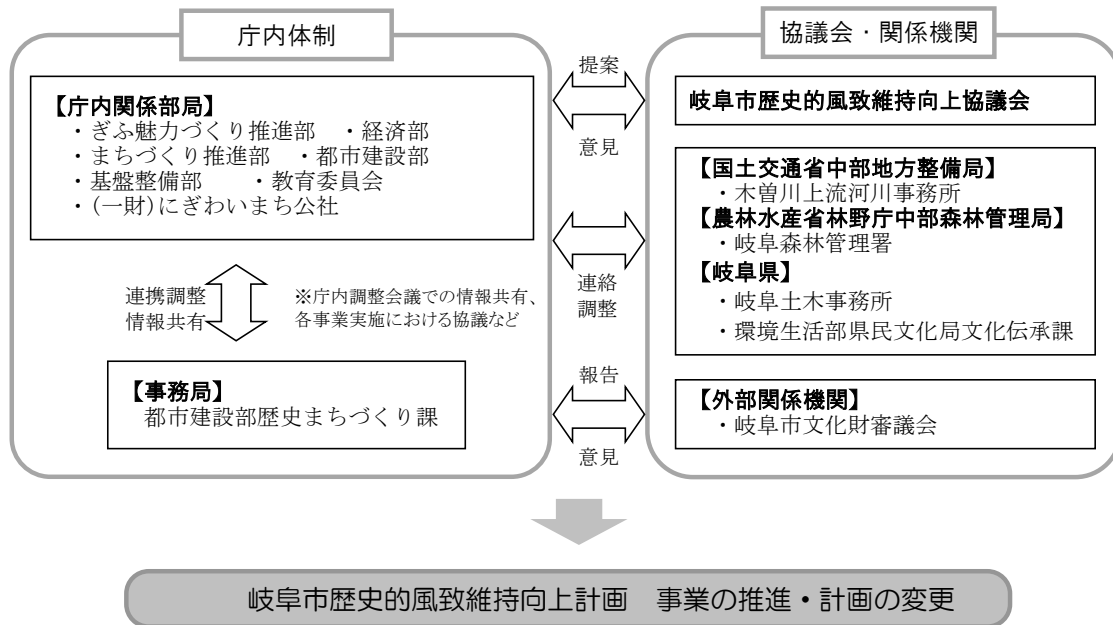 庁内体制
【庁内関係部局】
・ぎふ魅力づくり推進部　・経済部
・まちづくり推進部　・都市建設部
・基盤整備部　　・教育委員会
・(一財)にぎわいまち公社
連携調整
情報共有
※庁内調整会議での情報共有、
各事業実施における協議など
【事務局】
都市建設部歴史まちづくり課
提案
意見
連絡
調整
報告
意見
協議会・関係機関
岐阜市歴史的風致維持向上協議会
【国土交通省中部地方整備局】
・木曽川上流河川事務所
【農林水産省林野庁中部森林管理局】
・岐阜森林管理署
【岐阜県】
・岐阜土木事務所
・環境生活部県民文化局文化伝承課
【外部関係機関】
・岐阜市文化財審議会
岐阜市歴史的風致維持向上計画　事業の推進・計画の変更